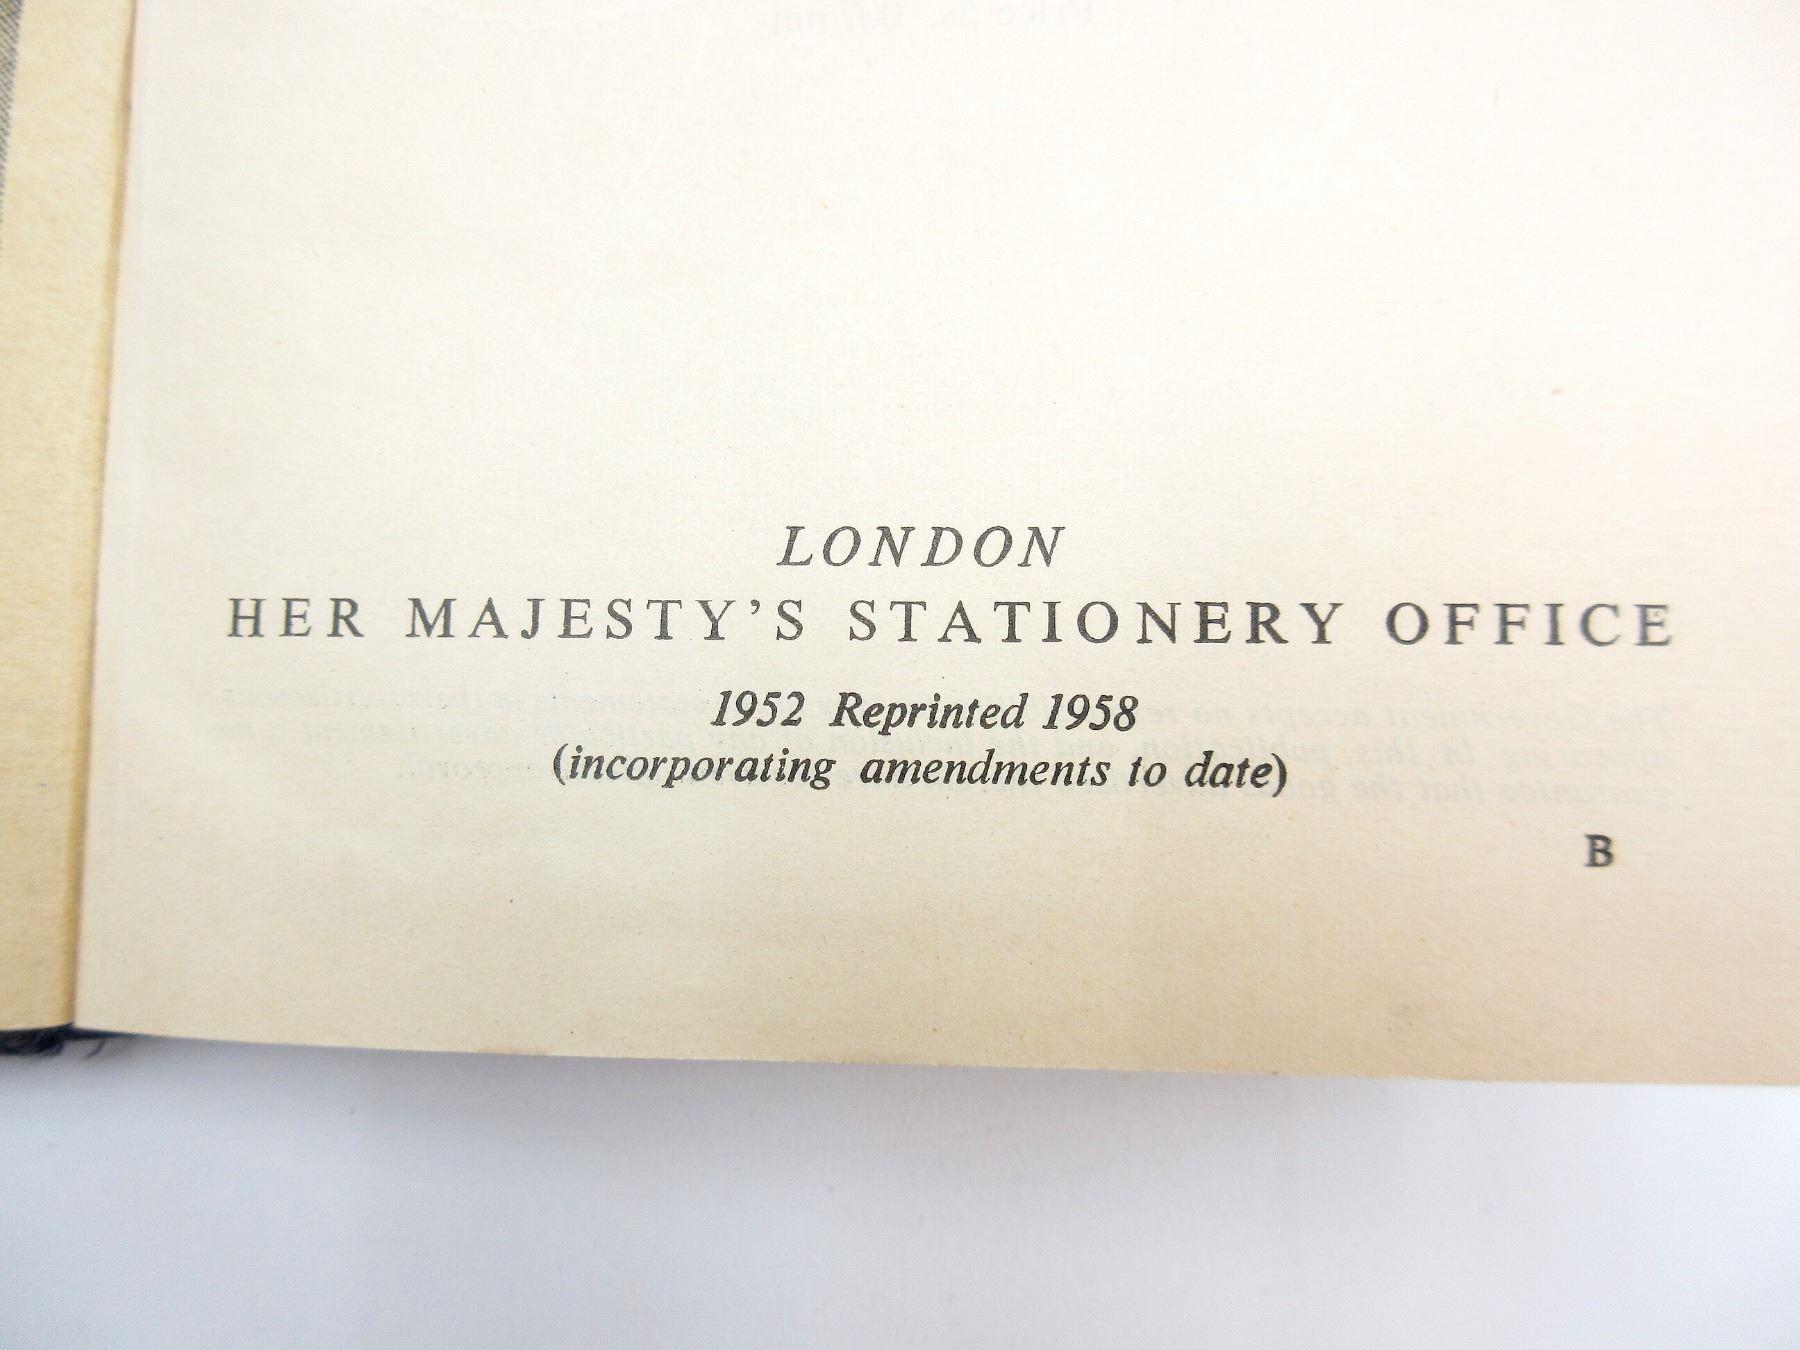 LONDON
HER MAJESTY'S STATIONERY OFFICE
1952 Reprinted 1958
(incorporating amendments to date)
B